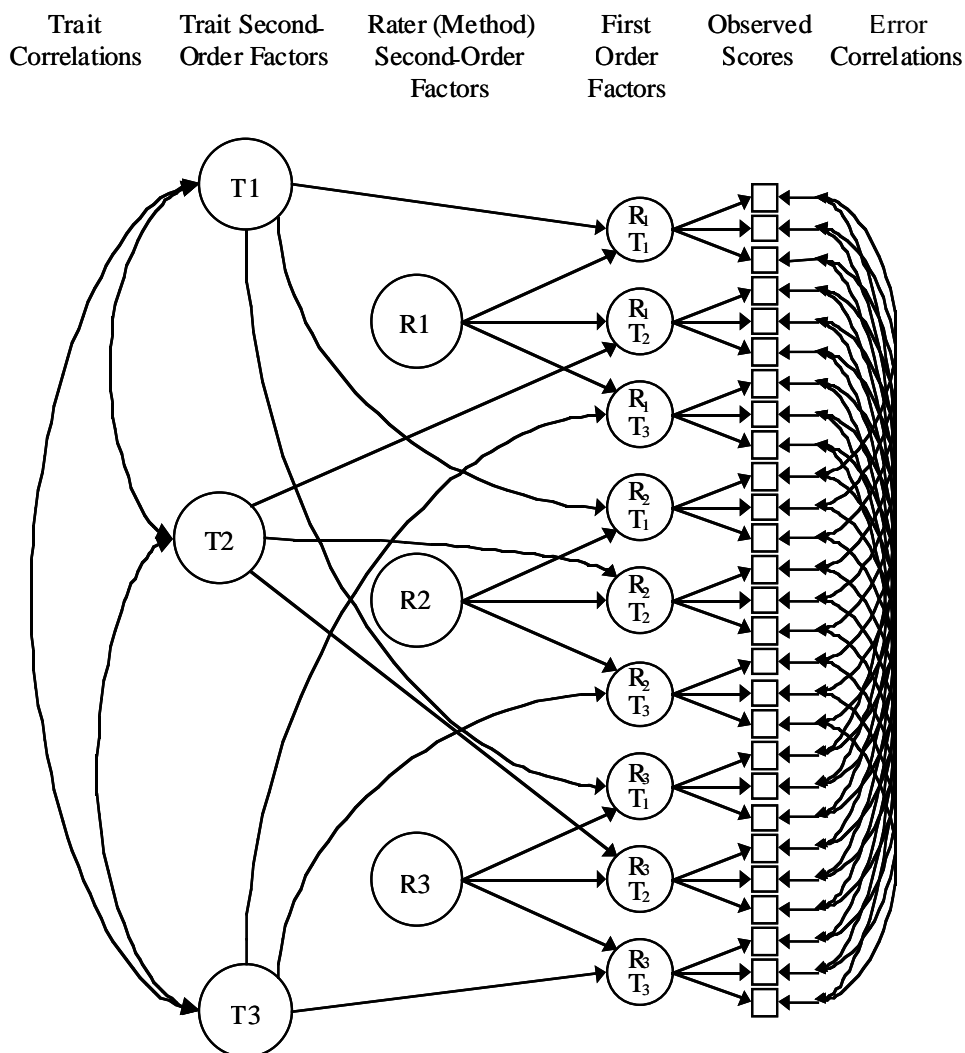 Trait
Correlations
Trait Second-
Order Factors
Rater (Method)
Second-Order
Factors
First
Order
Factors
Observed
Scores
Error
Correlations
T1
R1
T2
R2
R3
T3
R₁
T₁
R₁
T₂
R₁
T₃
R₂
T₁
R₂
T₂
R₂
T₃
R₃
T₁
R₃
T₂
R₃
T₃